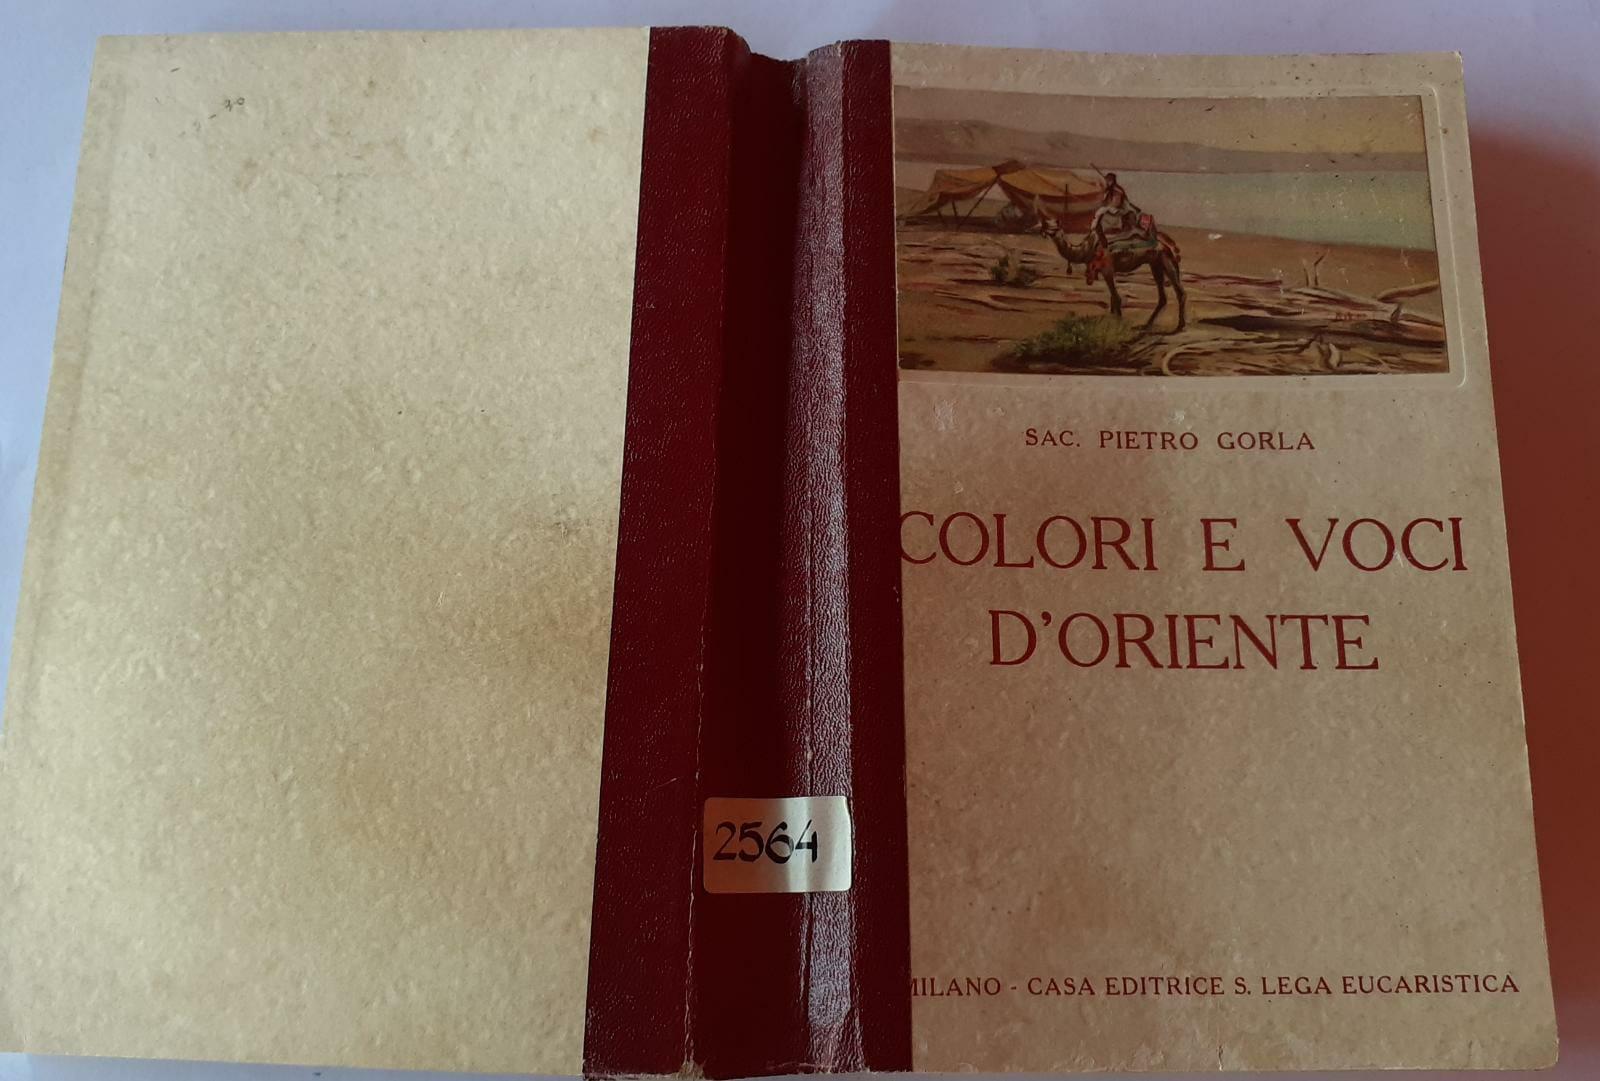 SAC. PIETRO GORLA
COLORI E VOCI
D'ORIENTE
MILANO - CASA EDITRICE S. LEGA EUCARISTICA
2564